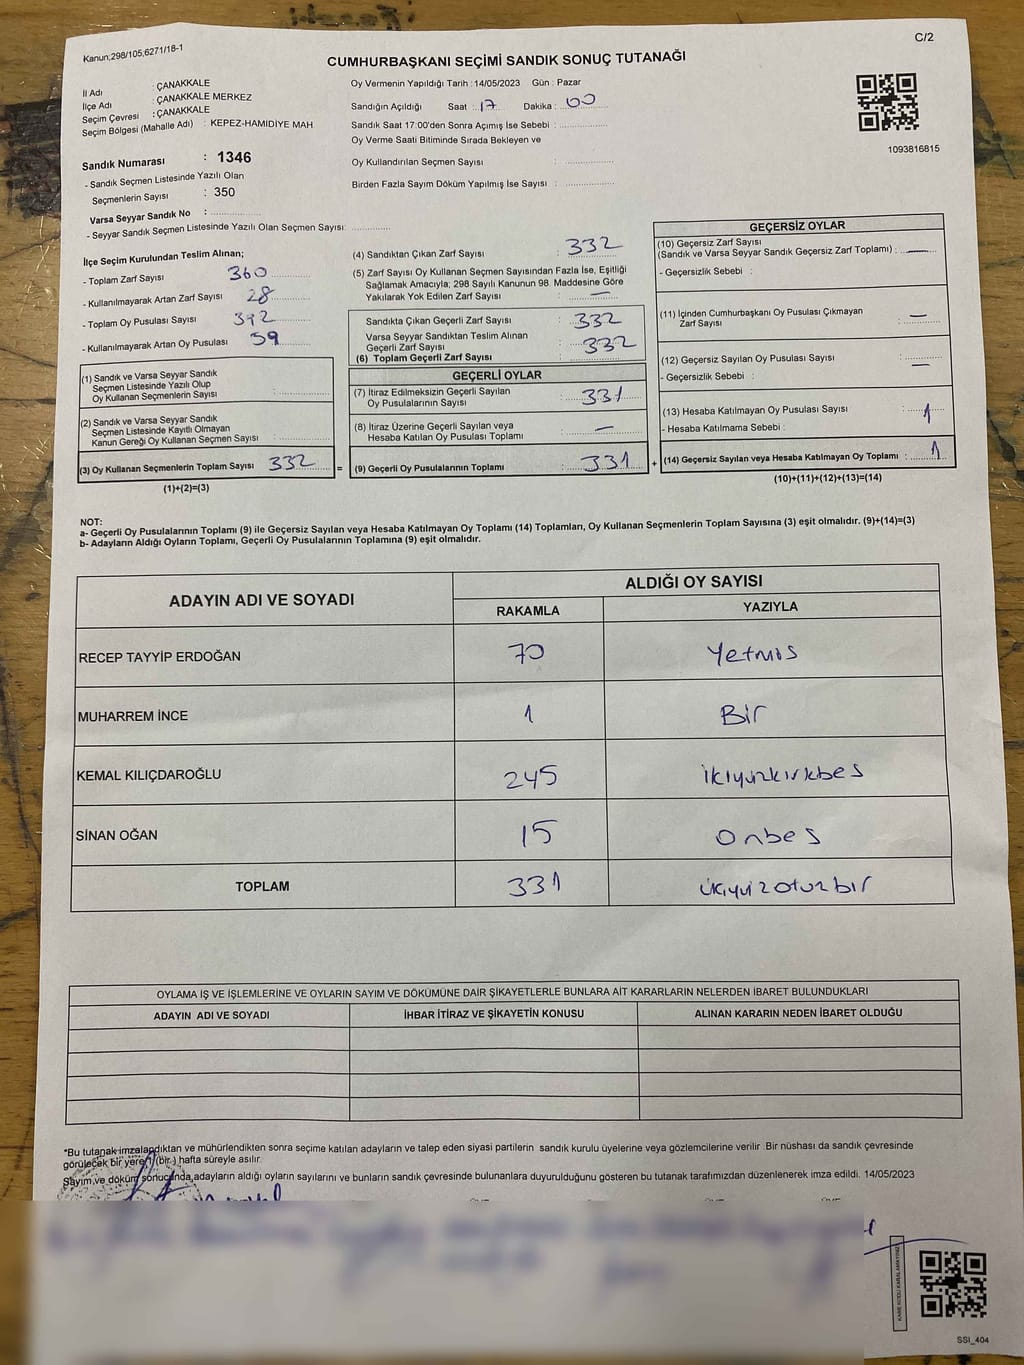 Kanun;298/105,6271/18-1
C/2
CUMHURBAŞKANI SEÇİMİ SANDIK SONUÇ TUTANAĞI
İl Adı : ÇANAKKALE
İlçe Adı : ÇANAKKALE MERKEZ
Seçim Çevresi : ÇANAKKALE
Seçim Bölgesi (Mahalle Adı) : KEPEZ-HAMİDİYE MAH
Sandık Numarası : 1346
- Sandık Seçmen Listesinde Yazılı Olan
Seçmenlerin Sayısı : 350
Varsa Seyyar Sandık No :
- Seyyar Sandık Seçmen Listesinde Yazılı Olan Seçmen Sayısı:
Oy Vermenin Yapıldığı Tarih : 14/05/2023 Gün : Pazar
Sandığın Açıldığı Saat : 17 Dakika : 00
Sandık Saat 17:00'den Sonra Açımış İse Sebebi :
Oy Verme Saati Bitiminde Sırada Bekleyen ve
Oy Kullandırılan Seçmen Sayısı :
Birden Fazla Sayım Döküm Yapılmış İse Sayısı :
1093816815
İlçe Seçim Kurulundan Teslim Alınan;
- Toplam Zarf Sayısı 360
- Kullanılmayarak Artan Zarf Sayısı 28
- Toplam Oy Pusulası Sayısı 392
- Kullanılmayarak Artan Oy Pusulası 59
(1) Sandık ve Varsa Seyyar Sandık
Seçmen Listesinde Yazılı Olup
Oy Kullanan Seçmenlerin Sayısı :
(2) Sandık ve Varsa Seyyar Sandık
Seçmen Listesinde Kayıtlı Olmayan
Kanun Gereği Oy Kullanan Seçmen Sayısı :
(3) Oy Kullanan Seçmenlerin Toplam Sayısı 332 =
(1)+(2)=(3)
(4) Sandıktan Çıkan Zarf Sayısı : 332
(5) Zarf Sayısı Oy Kullanan Seçmen Sayısından Fazla İse, Eşitliği
Sağlamak Amacıyla; 298 Sayılı Kanunun 98. Maddesine Göre
Yakılarak Yok Edilen Zarf Sayısı : —
Sandıkta Çıkan Geçerli Zarf Sayısı : 332
Varsa Seyyar Sandıktan Teslim Alınan
Geçerli Zarf Sayısı : 332
(6) Toplam Geçerli Zarf Sayısı
GEÇERLİ OYLAR
(7) İtiraz Edilmeksizin Geçerli Sayılan
Oy Pusulalarının Sayısı : 331
(8) İtiraz Üzerine Geçerli Sayılan veya
Hesaba Katılan Oy Pusulası Toplamı : —
(9) Geçerli Oy Pusulalarının Toplamı : 331 +
GEÇERSİZ OYLAR
(10) Geçersiz Zarf Sayısı
(Sandık ve Varsa Seyyar Sandık Geçersiz Zarf Toplamı) : —
- Geçersizlik Sebebi :
(11) İçinden Cumhurbaşkanı Oy Pusulası Çıkmayan
Zarf Sayısı : —
(12) Geçersiz Sayılan Oy Pusulası Sayısı : —
- Geçersizlik Sebebi :
(13) Hesaba Katılmayan Oy Pusulası Sayısı : 1
- Hesaba Katılmama Sebebi :
(14) Geçersiz Sayılan veya Hesaba Katılmayan Oy Toplamı : 1
(10)+(11)+(12)+(13)=(14)
NOT:
a- Geçerli Oy Pusulalarının Toplamı (9) ile Geçersiz Sayılan veya Hesaba Katılmayan Oy Toplamı (14) Toplamları, Oy Kullanan Seçmenlerin Toplam Sayısına (3) eşit olmalıdır. (9)+(14)=(3)
b- Adayların Aldığı Oyların Toplamı, Geçerli Oy Pusulalarının Toplamına (9) eşit olmalıdır.
ADAYIN ADI VE SOYADI
ALDIĞI OY SAYISI
RAKAMLA YAZIYLA
RECEP TAYYİP ERDOĞAN 70 Yetmis
MUHARREM İNCE 1 Bir
KEMAL KILIÇDAROĞLU 245 ikiyuzkırkbes
SİNAN OĞAN 15 onbes
TOPLAM 331 üciyuzotuzbir
OYLAMA İŞ VE İŞLEMLERİNE VE OYLARIN SAYIM VE DÖKÜMÜNE DAİR ŞİKAYETLERLE BUNLARA AİT KARARLARIN NELERDEN İBARET BULUNDUKLARI
ADAYIN ADI VE SOYADI İHBAR İTİRAZ VE ŞİKAYETİN KONUSU ALINAN KARARIN NEDEN İBARET OLDUĞU
*Bu tutanak imzalandıktan ve mühürlendikten sonra seçime katılan adayların ve talep eden siyasi partilerin sandık kurulu üyelerine veya gözlemcilerine verilir. Bir nüshası da sandık çevresinde
görülecek bir yere 1 (bir ) hafta süreyle asılır.
Sayım ve döküm sonucunda adayların aldığı oyların sayılarını ve bunların sandık çevresinde bulunanlara duyurulduğunu gösteren bu tutanak tarafımızdan düzenlenerek imza edildi. 14/05/2023
KARE KODU KARALAMAYINIZ
SSI_404